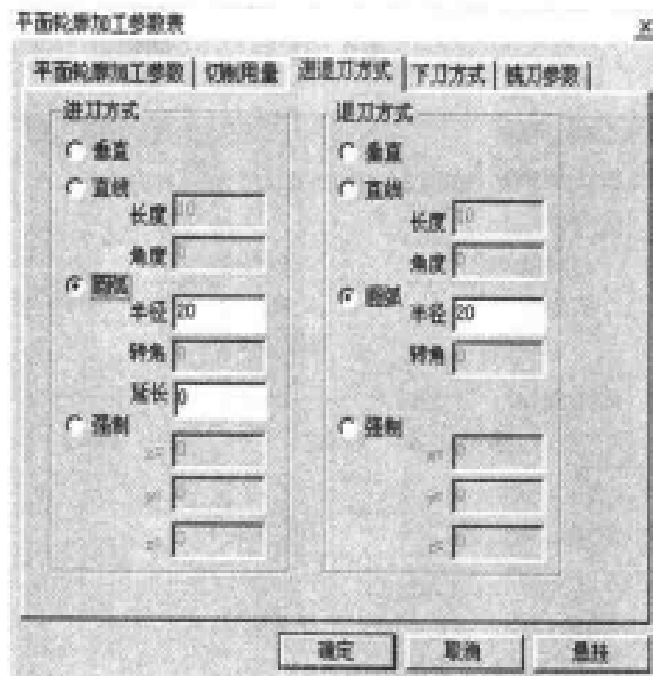 平面轮廓加工参数表
平面轮廓加工参数 切削用量 进退刀方式 下刀方式 铣刀参数
进刀方式
垂直
直线
长度
角度
圆弧
半径 20
转角 0
延长 0
强制
x= 0
y= 0
z= 0
退刀方式
垂直
直线
长度
角度 0
圆弧
半径 20
转角 0
强制
x= 0
y= 0
z= 0
确定 取消 悬挂